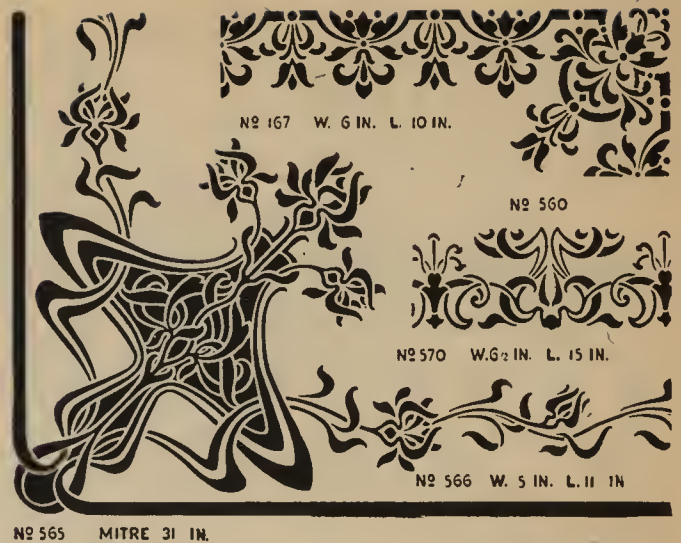 Nº 167 W. 6 IN. L. 10 IN.
Nº 560
Nº 570 W. 6½ IN. L. 15 IN.
Nº 566 W. 5 IN. L. 11 IN
Nº 565 MITRE 31 IN.